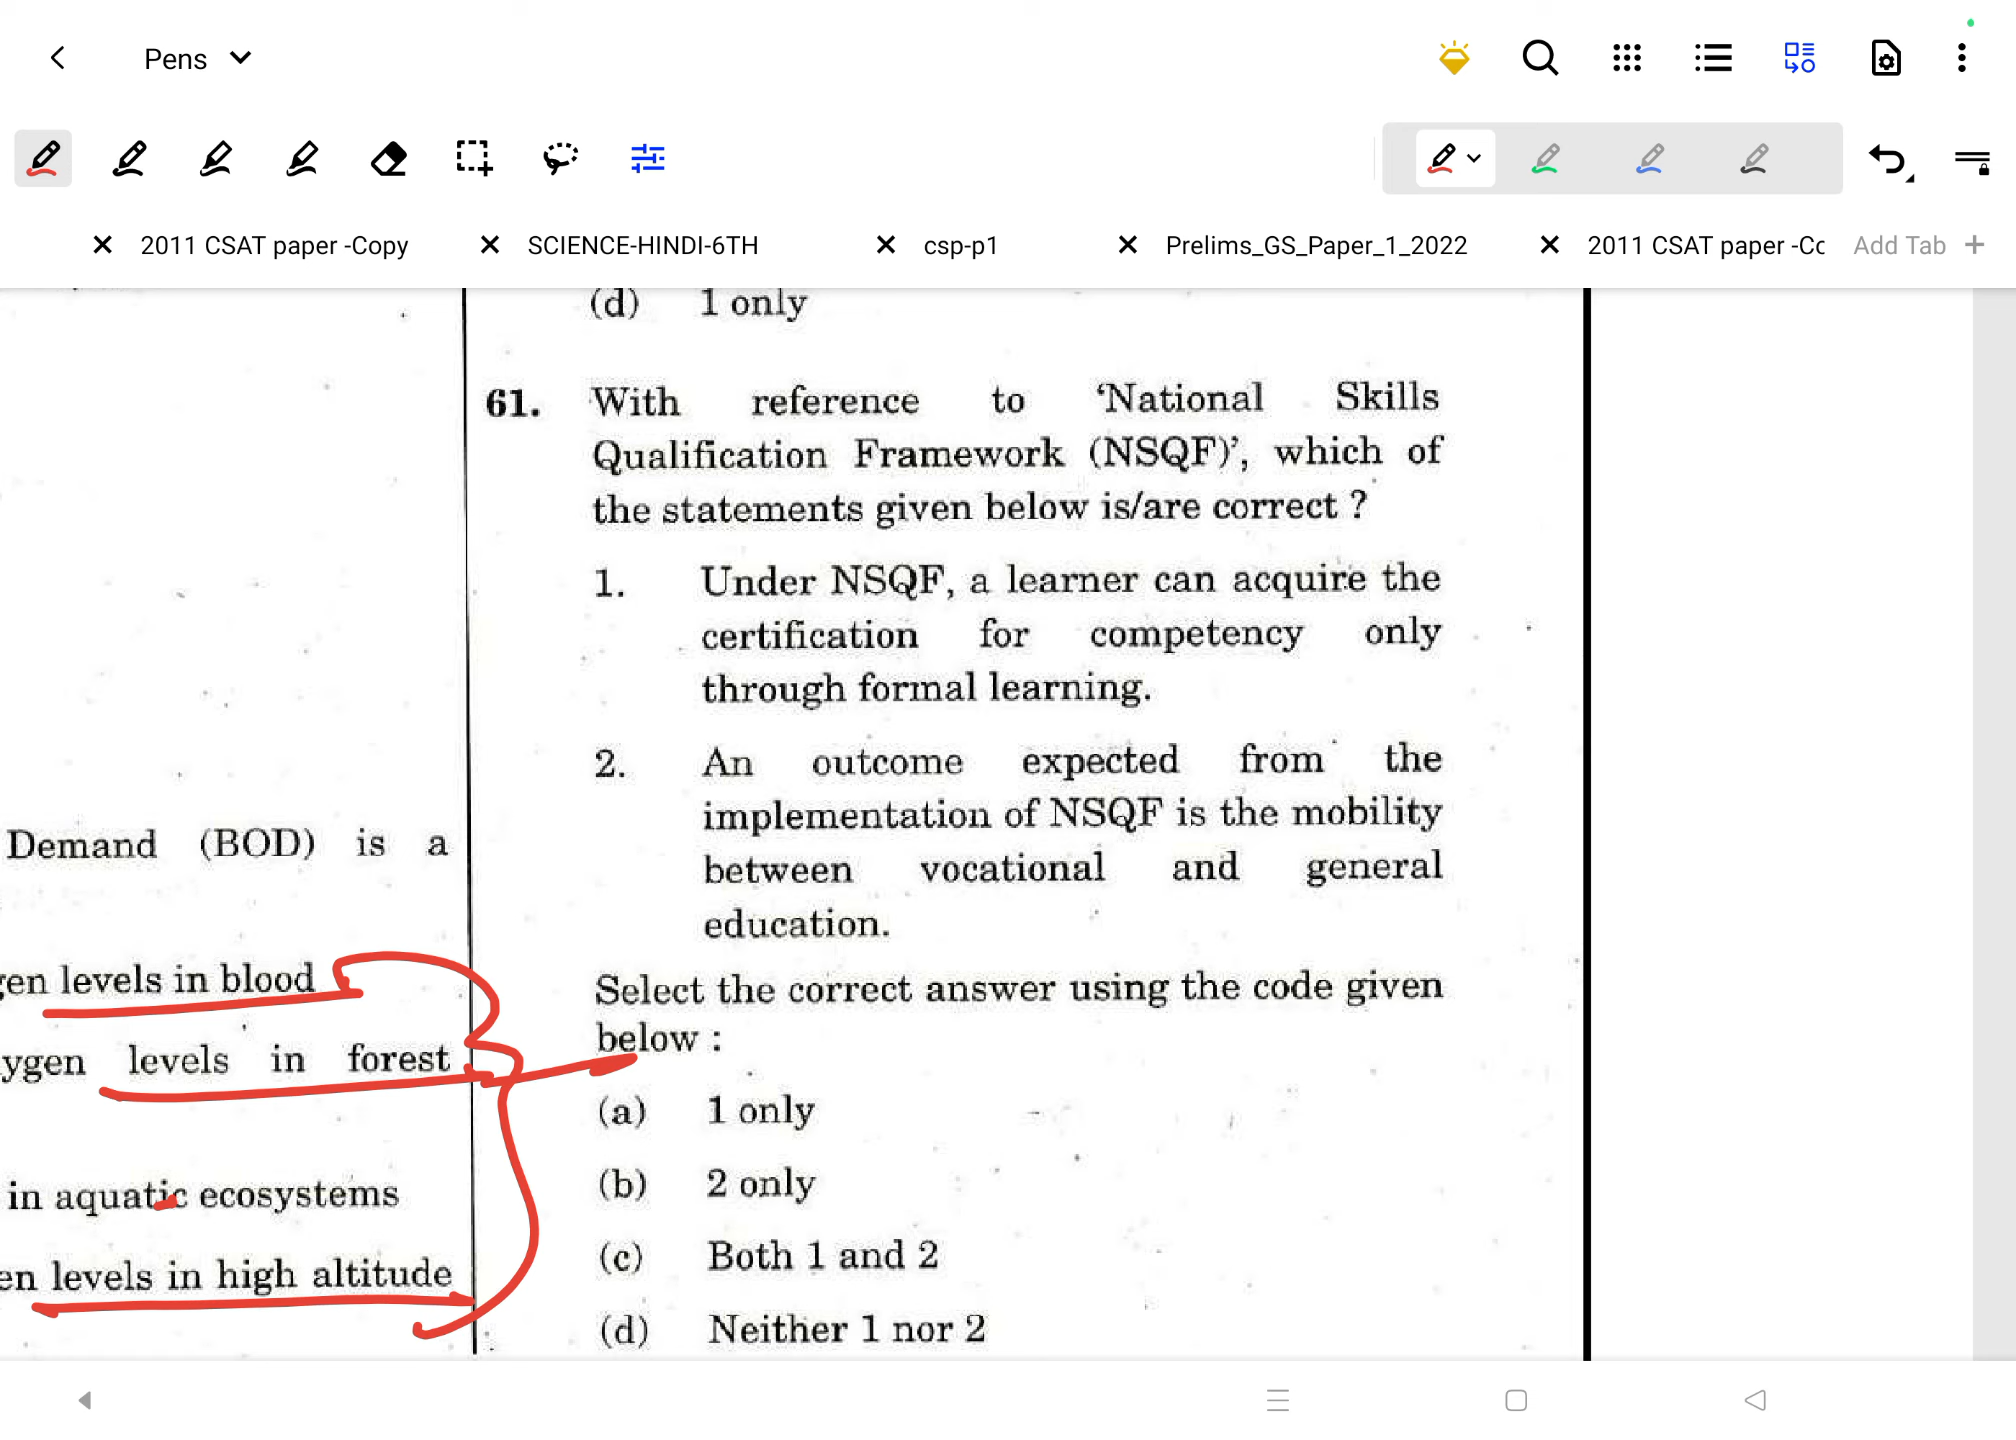 Pens
2011 CSAT paper -Copy
SCIENCE-HINDI-6TH
csp-p1
Prelims_GS_Paper_1_2022
2011 CSAT paper -Cc
Add Tab +
Demand (BOD) is a
gen levels in blood
ygen levels in forest
in aquatic ecosystems
en levels in high altitude
(d) 1 only
61. With reference to ‘National Skills
Qualification Framework (NSQF)’, which of
the statements given below is/are correct ?
1. Under NSQF, a learner can acquire the
certification for competency only
through formal learning.
2. An outcome expected from the
implementation of NSQF is the mobility
between vocational and general
education.
Select the correct answer using the code given
below :
(a) 1 only
(b) 2 only
(c) Both 1 and 2
(d) Neither 1 nor 2